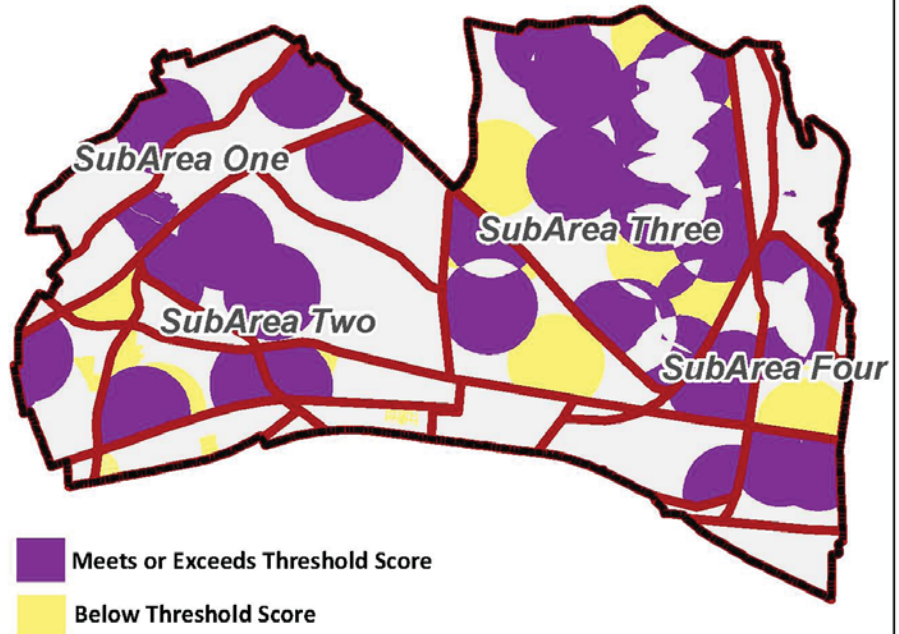 SubArea One
SubArea Three
SubArea Two
SubArea Four
Meets or Exceeds Threshold Score
Below Threshold Score